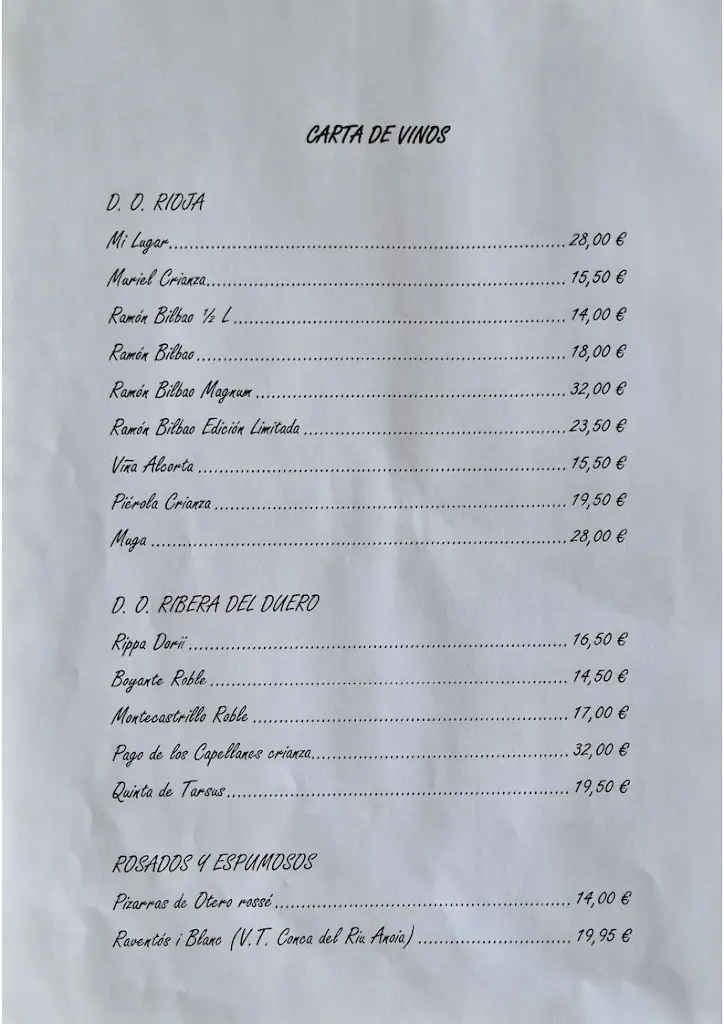 CARTA DE VINOS
D. O. RIOJA
Mi Lugar 28,00 €
Muriel Crianza 15,50 €
Ramón Bilbao ½ L 14,00 €
Ramón Bilbao 18,00 €
Ramón Bilbao Magnum 32,00 €
Ramón Bilbao Edición Limitada 23,50 €
Viña Alcorta 15,50 €
Piérola Crianza 19,50 €
Muga 28,00 €
D. O. RIBERA DEL DUERO
Rippa Dorii 16,50 €
Boyante Roble 14,50 €
Montecastrillo Roble 17,00 €
Pago de los Capellanes crianza 32,00 €
Quinta de Tarsus 19,50 €
ROSADOS Y ESPUMOSOS
Pizarras de Otero rossé 14,00 €
Raventós i Blanc (V.T. Conca del Riu Anoia) 19,95 €